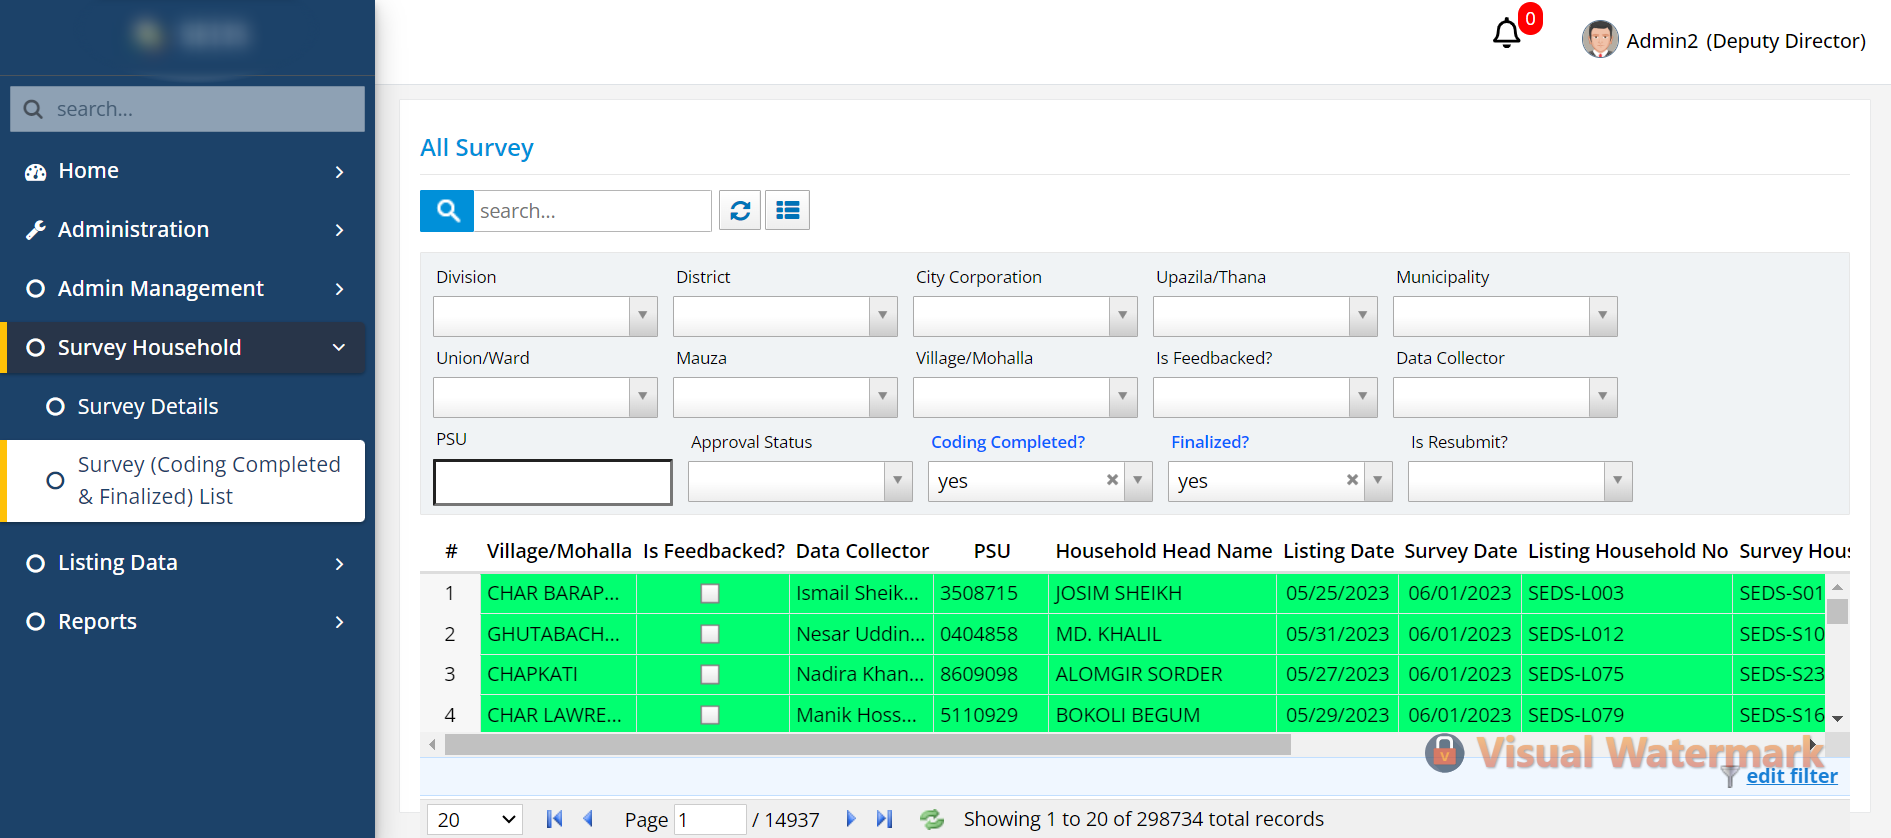 0
Admin2 (Deputy Director)
search...
Home
Administration
Admin Management
Survey Household
Survey Details
Survey (Coding Completed
& Finalized) List
Listing Data
Reports
All Survey
search...
Division District City Corporation Upazila/Thana Municipality
Union/Ward Mauza Village/Mohalla Is Feedbacked? Data Collector
PSU Approval Status Coding Completed? Finalized? Is Resubmit?
yes yes
# Village/Mohalla Is Feedbacked? Data Collector PSU Household Head Name Listing Date Survey Date Listing Household No Survey Hous
1 CHAR BARAP... Ismail Sheik... 3508715 JOSIM SHEIKH 05/25/2023 06/01/2023 SEDS-L003 SEDS-S01
2 GHUTABACH... Nesar Uddin... 0404858 MD. KHALIL 05/31/2023 06/01/2023 SEDS-L012 SEDS-S10
3 CHAPKATI Nadira Khan... 8609098 ALOMGIR SORDER 05/27/2023 06/01/2023 SEDS-L075 SEDS-S23
4 CHAR LAWRE... Manik Hoss... 5110929 BOKOLI BEGUM 05/29/2023 06/01/2023 SEDS-L079 SEDS-S16
Visual Watermark
edit filter
20 Page 1 / 14937 Showing 1 to 20 of 298734 total records